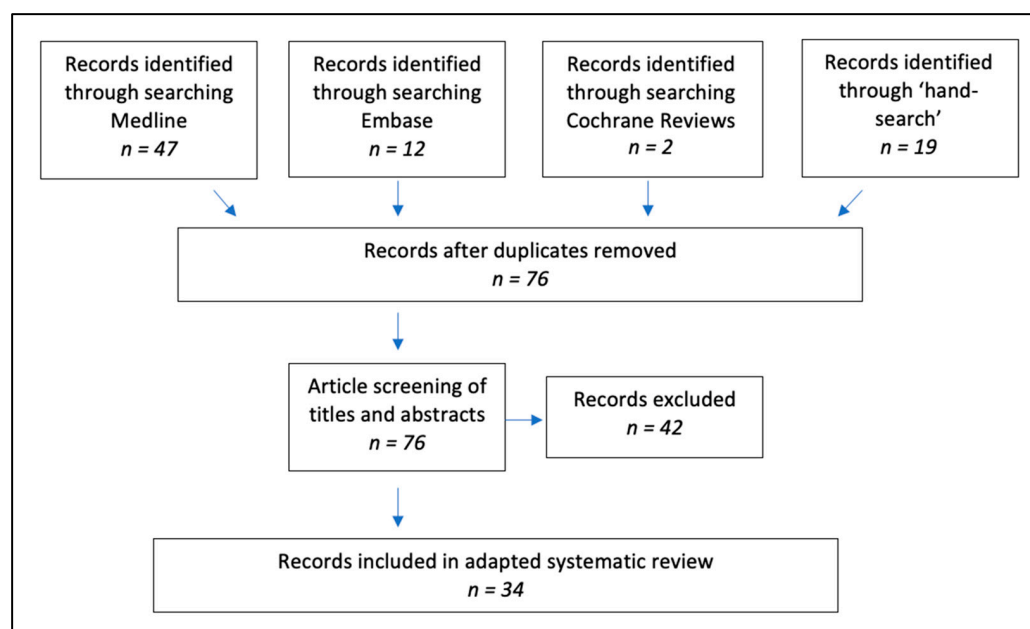 Records identified
through searching
Medline
n = 47
Records identified
through searching
Embase
n = 12
Records identified
through searching
Cochrane Reviews
n = 2
Records identified
through ‘hand-
search’
n = 19
Records after duplicates removed
n = 76
Article screening of
titles and abstracts
n = 76
Records excluded
n = 42
Records included in adapted systematic review
n = 34